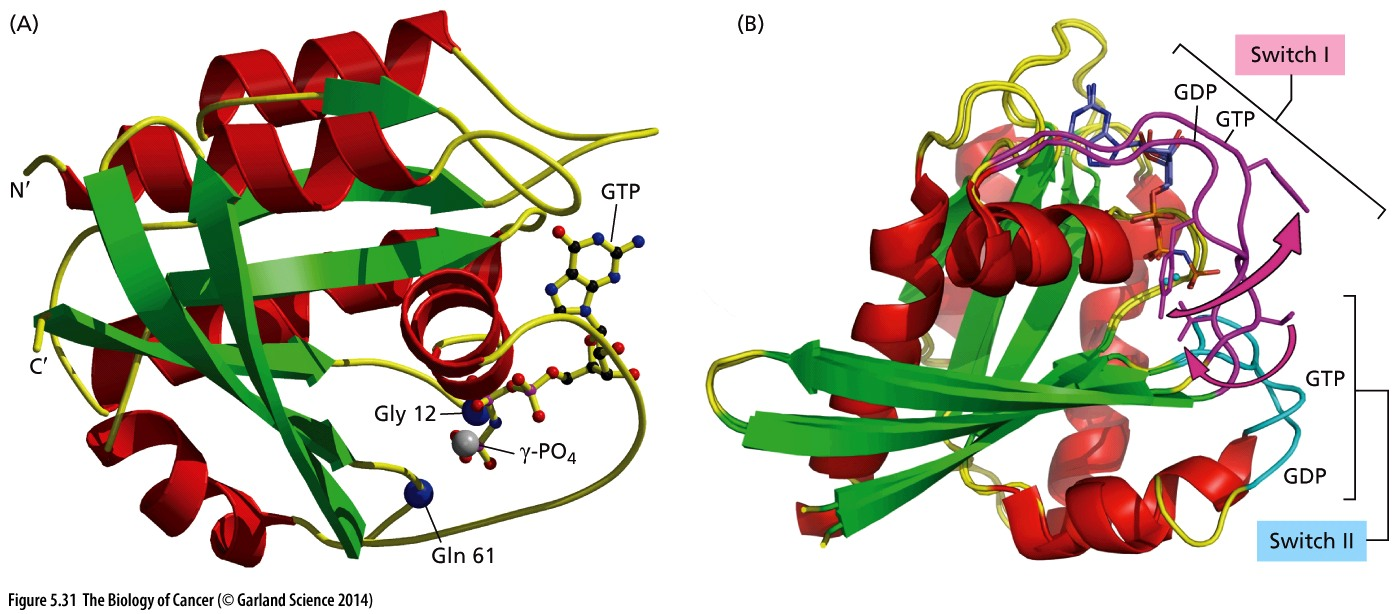 (A)
(B)
Switch I
GDP
GTP
N′
GTP
C′
Gly 12
γ-PO4
GTP
GDP
Gln 61
Switch II
Figure 5.31 The Biology of Cancer (© Garland Science 2014)